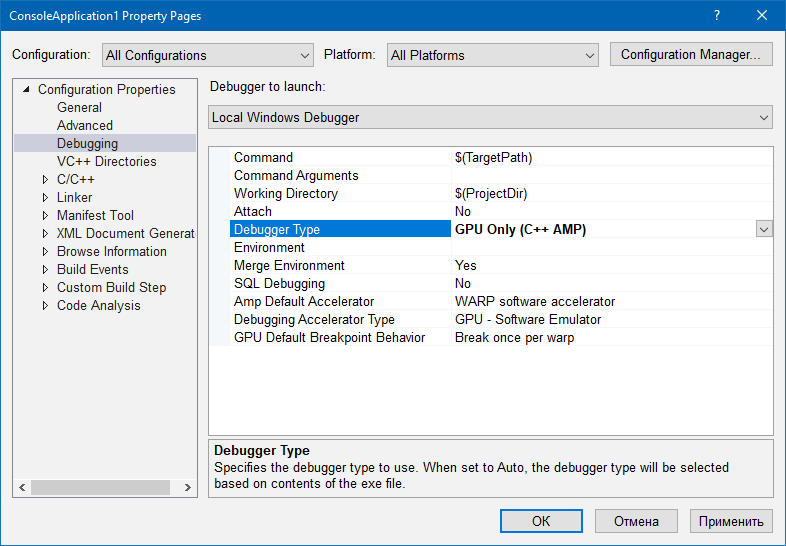 ConsoleApplication1 Property Pages
?
Configuration: All Configurations Platform: All Platforms Configuration Manager...
Configuration Properties
General
Advanced
Debugging
VC++ Directories
C/C++
Linker
Manifest Tool
XML Document Generat
Browse Information
Build Events
Custom Build Step
Code Analysis
Debugger to launch:
Local Windows Debugger
Command $(TargetPath)
Command Arguments
Working Directory $(ProjectDir)
Attach No
Debugger Type GPU Only (C++ AMP)
Environment
Merge Environment Yes
SQL Debugging No
Amp Default Accelerator WARP software accelerator
Debugging Accelerator Type GPU - Software Emulator
GPU Default Breakpoint Behavior Break once per warp
Debugger Type
Specifies the debugger type to use. When set to Auto, the debugger type will be selected
based on contents of the exe file.
ОК Отмена Применить